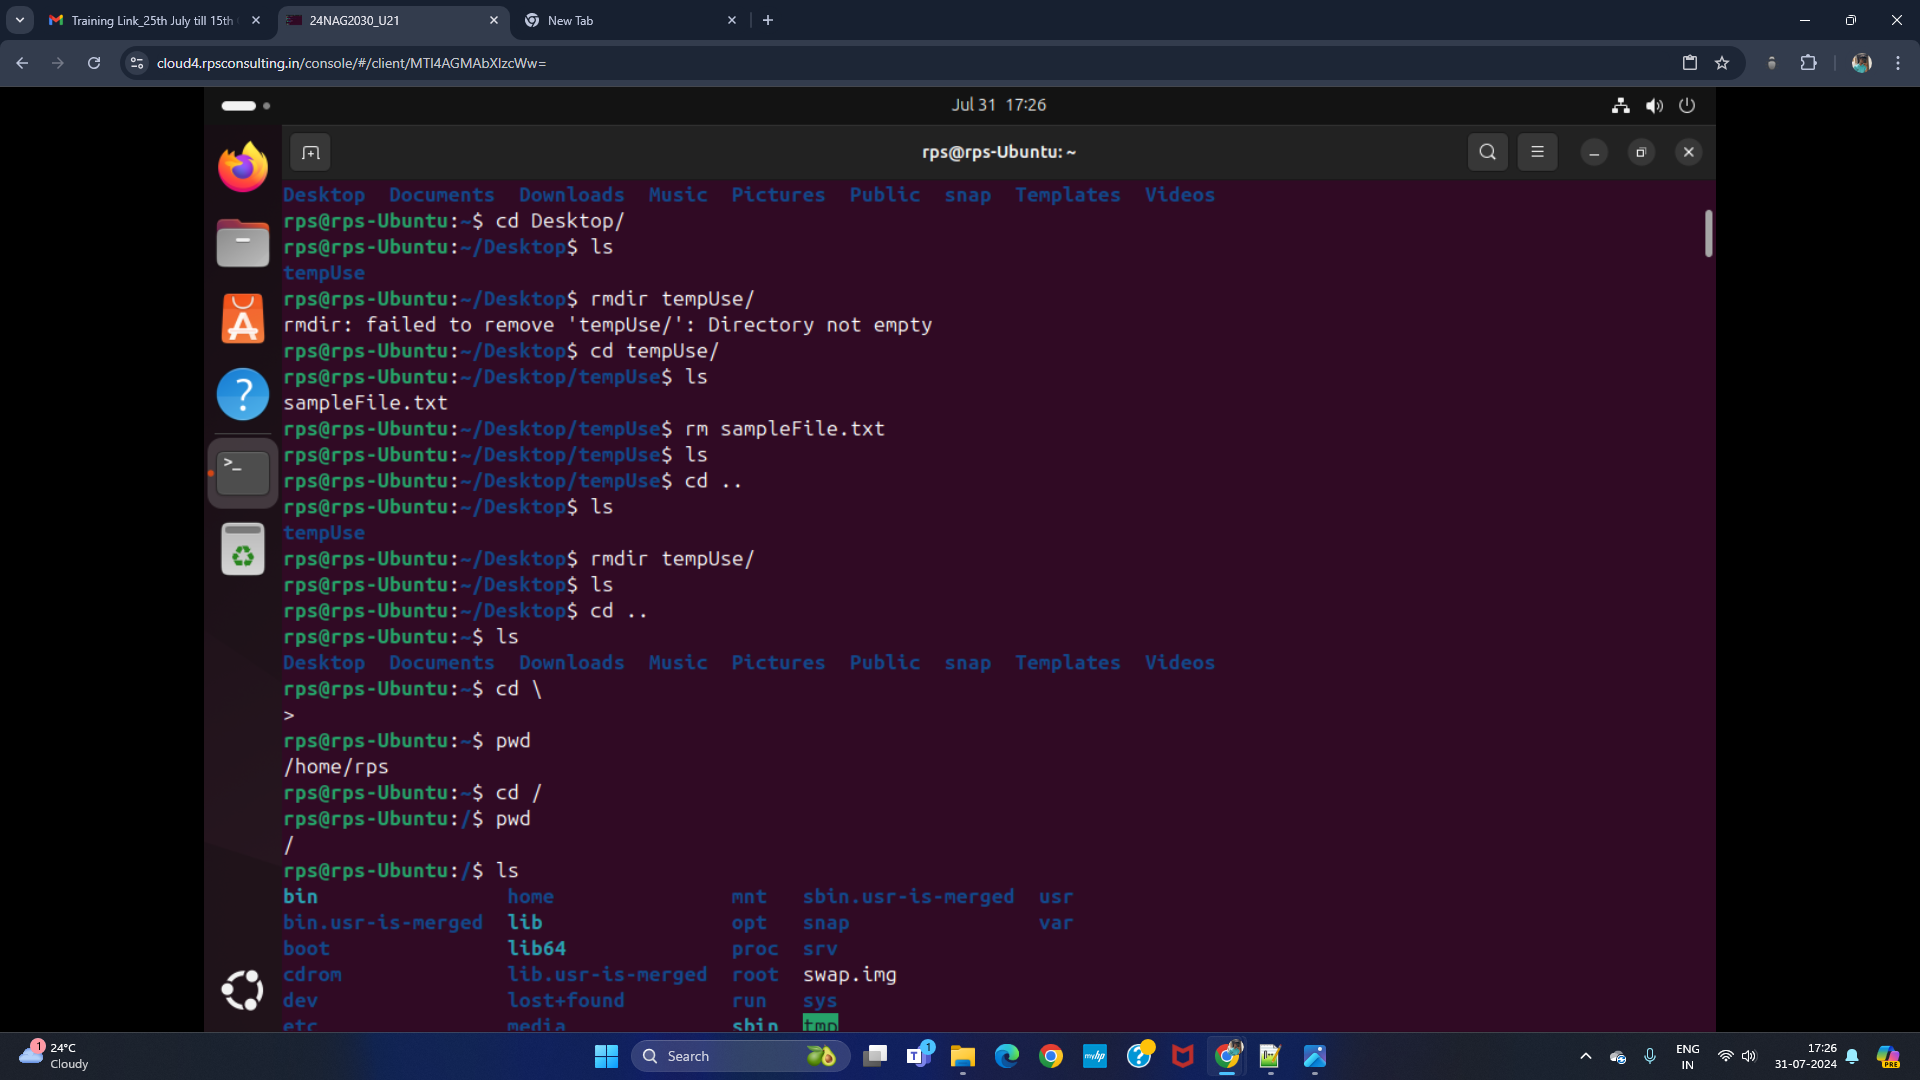 Training Link_25th July till 15th
24NAG2030_U21
New Tab
cloud4.rpsconsulting.in/console/#/client/MTI4AGMAbXlzcWw=
Jul 31 17:26
rps@rps-Ubuntu: ~
Desktop Documents Downloads Music Pictures Public snap Templates Videos
rps@rps-Ubuntu:~$ cd Desktop/
rps@rps-Ubuntu:~/Desktop$ ls
tempUse
rps@rps-Ubuntu:~/Desktop$ rmdir tempUse/
rmdir: failed to remove 'tempUse/': Directory not empty
rps@rps-Ubuntu:~/Desktop$ cd tempUse/
rps@rps-Ubuntu:~/Desktop/tempUse$ ls
sampleFile.txt
rps@rps-Ubuntu:~/Desktop/tempUse$ rm sampleFile.txt
rps@rps-Ubuntu:~/Desktop/tempUse$ ls
rps@rps-Ubuntu:~/Desktop/tempUse$ cd ..
rps@rps-Ubuntu:~/Desktop$ ls
tempUse
rps@rps-Ubuntu:~/Desktop$ rmdir tempUse/
rps@rps-Ubuntu:~/Desktop$ ls
rps@rps-Ubuntu:~/Desktop$ cd ..
rps@rps-Ubuntu:~$ ls
Desktop Documents Downloads Music Pictures Public snap Templates Videos
rps@rps-Ubuntu:~$ cd \
>
rps@rps-Ubuntu:~$ pwd
/home/rps
rps@rps-Ubuntu:~$ cd /
rps@rps-Ubuntu:/$ pwd
/
rps@rps-Ubuntu:/$ ls
bin home mnt sbin.usr-is-merged usr
bin.usr-is-merged lib opt snap var
boot lib64 proc srv
cdrom lib.usr-is-merged root swap.img
dev lost+found run sys
etc media sbin tmp
1
24°C
Cloudy
Search
T 1
myhp
ENG
IN
17:26
31-07-2024
PRE